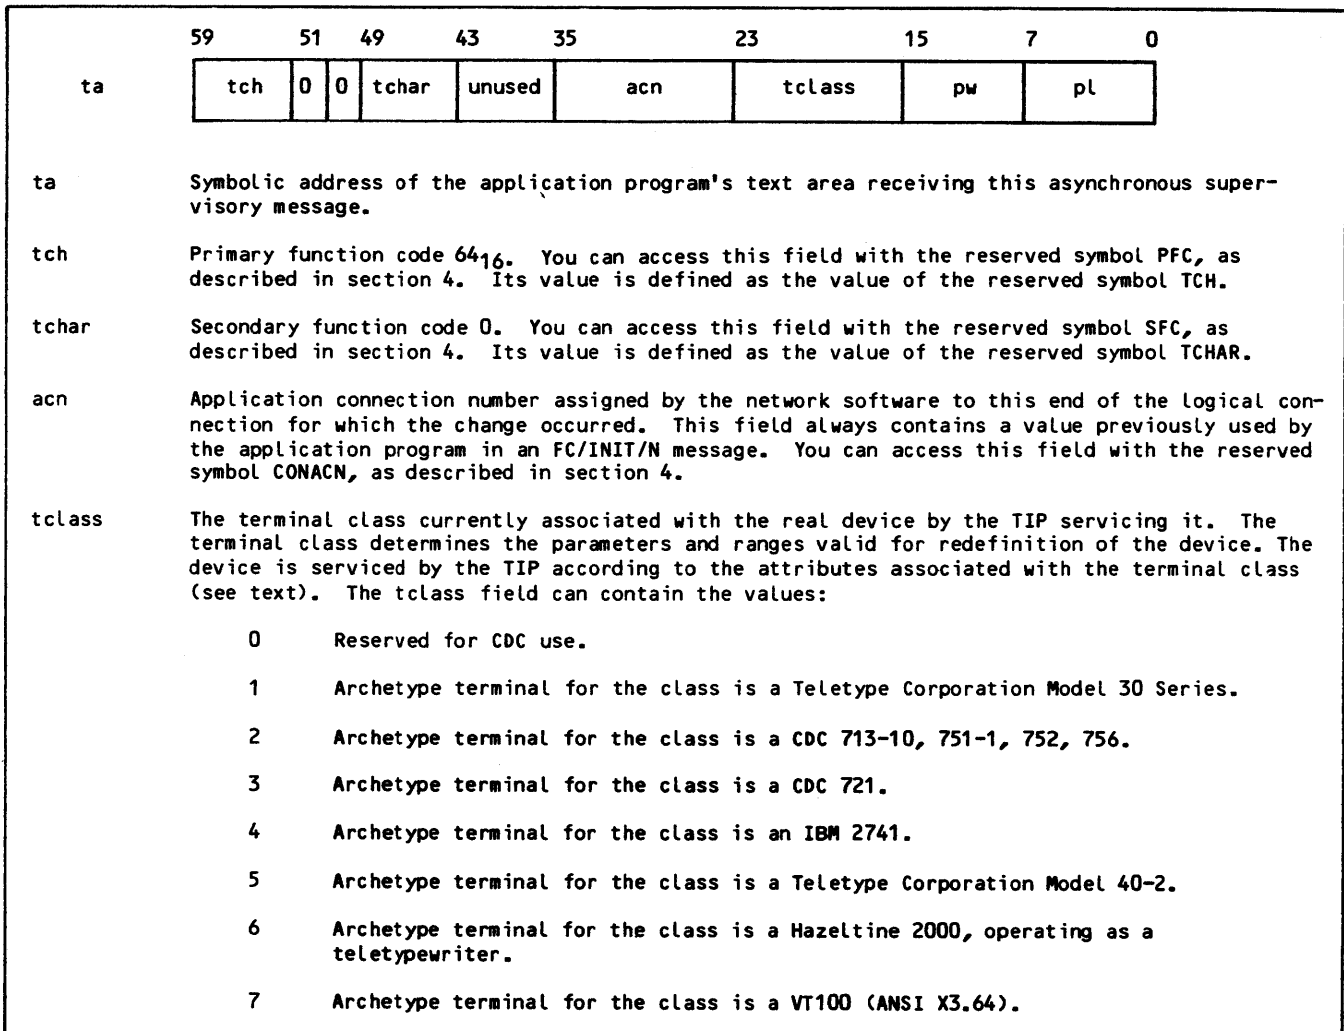 59 51 49 43 35 23 15 7 0
ta tch 0 0 tchar unused acn tclass pw pl
ta Symbolic address of the application program's text area receiving this asynchronous super-
visory message.
tch Primary function code 64₁₆. You can access this field with the reserved symbol PFC, as
described in section 4. Its value is defined as the value of the reserved symbol TCH.
tchar Secondary function code 0. You can access this field with the reserved symbol SFC, as
described in section 4. Its value is defined as the value of the reserved symbol TCHAR.
acn Application connection number assigned by the network software to this end of the logical con-
nection for which the change occurred. This field always contains a value previously used by
the application program in an FC/INIT/N message. You can access this field with the reserved
symbol CONACN, as described in section 4.
tclass The terminal class currently associated with the real device by the TIP servicing it. The
terminal class determines the parameters and ranges valid for redefinition of the device. The
device is serviced by the TIP according to the attributes associated with the terminal class
(see text). The tclass field can contain the values:
0 Reserved for CDC use.
1 Archetype terminal for the class is a Teletype Corporation Model 30 Series.
2 Archetype terminal for the class is a CDC 713-10, 751-1, 752, 756.
3 Archetype terminal for the class is a CDC 721.
4 Archetype terminal for the class is an IBM 2741.
5 Archetype terminal for the class is a Teletype Corporation Model 40-2.
6 Archetype terminal for the class is a Hazeltine 2000, operating as a
teletypewriter.
7 Archetype terminal for the class is a VT100 (ANSI X3.64).